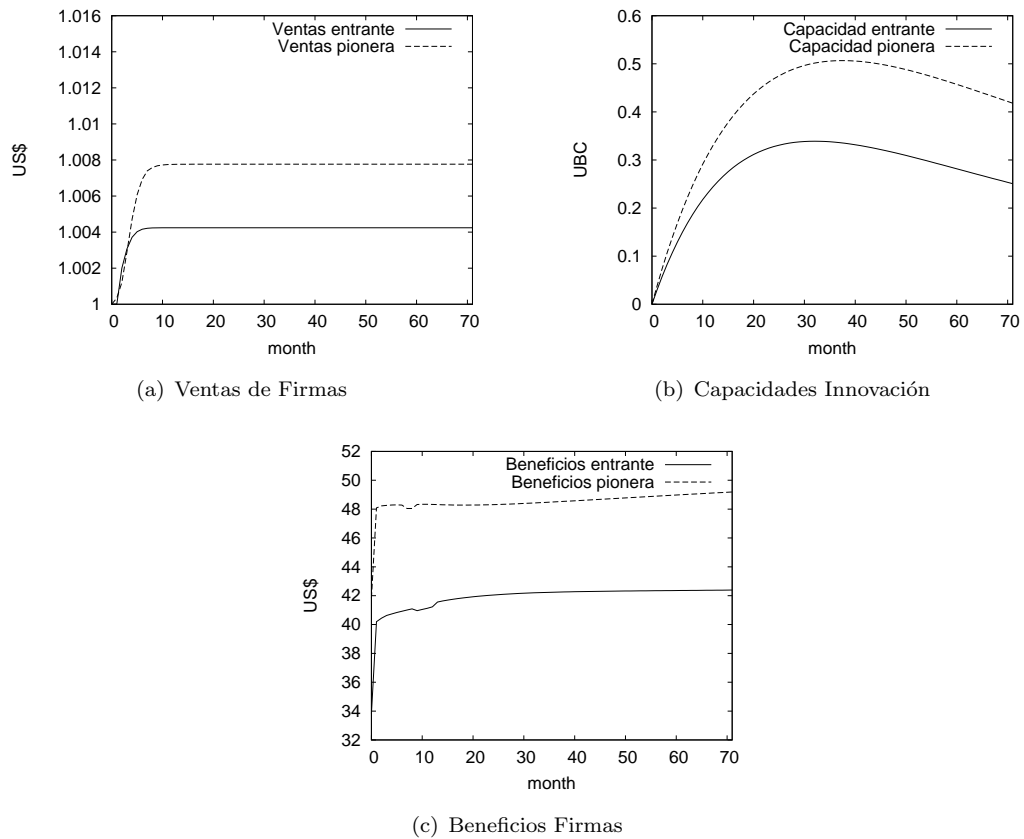 1.016
1.014
1.012
1.01
1.008
1.006
1.004
1.002
1
US$
Ventas entrante
Ventas pionera
0 10 20 30 40 50 60 70
month
(a) Ventas de Firmas
0.6
0.5
0.4
0.3
0.2
0.1
0
UBC
Capacidad entrante
Capacidad pionera
0 10 20 30 40 50 60 70
month
(b) Capacidades Innovación
52
50
48
46
44
42
40
38
36
34
32
US$
Beneficios entrante
Beneficios pionera
0 10 20 30 40 50 60 70
month
(c) Beneficios Firmas